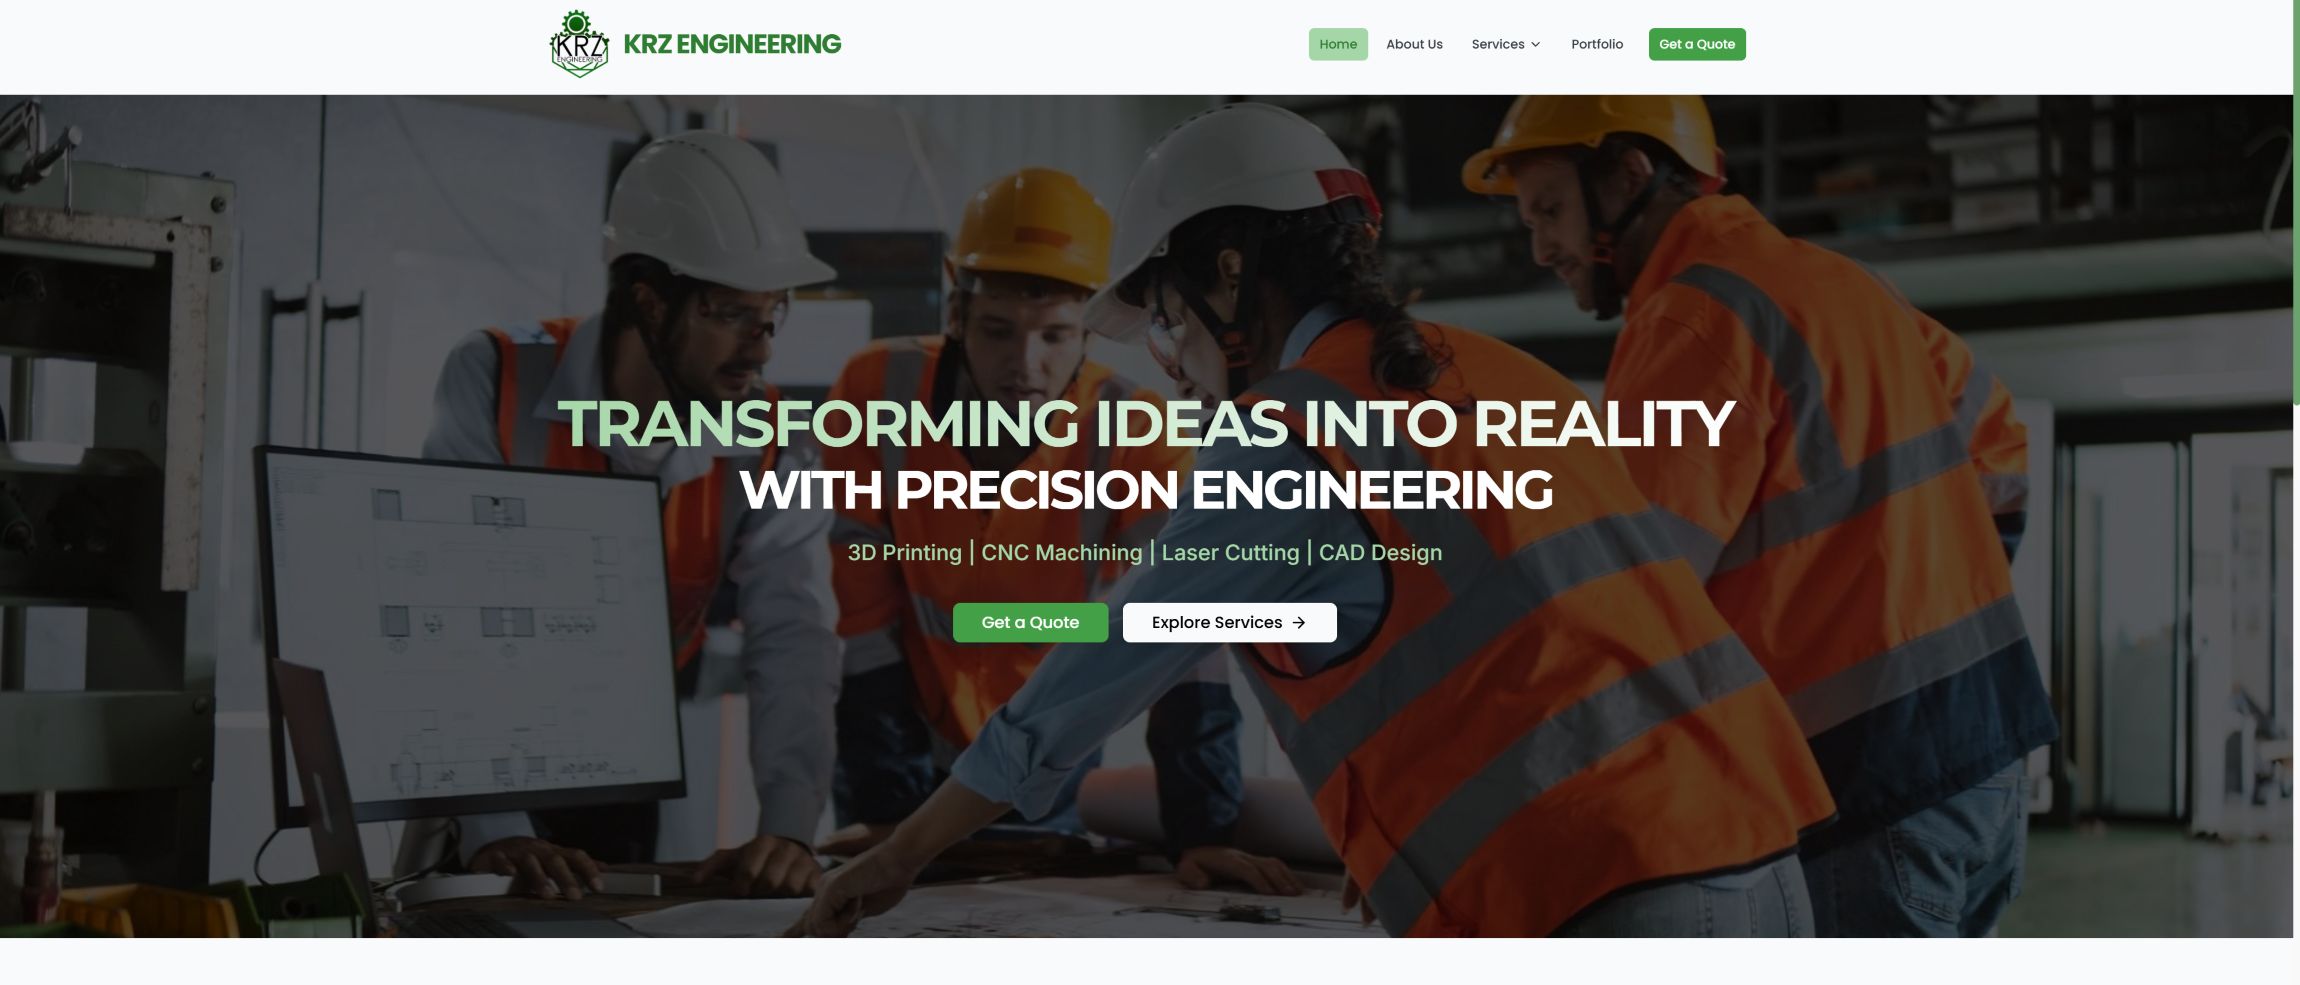 KRZ
ENGINEERING
KRZ ENGINEERING
Home
About Us
Services
Portfolio
Get a Quote
TRANSFORMING IDEAS INTO REALITY
WITH PRECISION ENGINEERING
3D Printing | CNC Machining | Laser Cutting | CAD Design
Get a Quote
Explore Services →